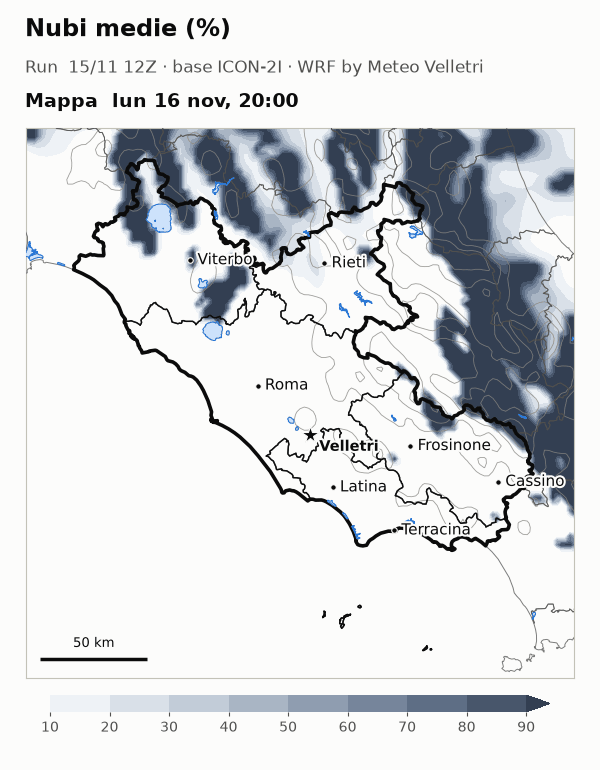 Nubi medie (%)
Run  15/11 12Z · base ICON-2I · WRF by Meteo Velletri
Mappa  lun 16 nov, 20:00
Viterbo
Rieti
Roma
Velletri
Frosinone
Cassino
Latina
Terracina
50 km
10 20 30 40 50 60 70 80 90